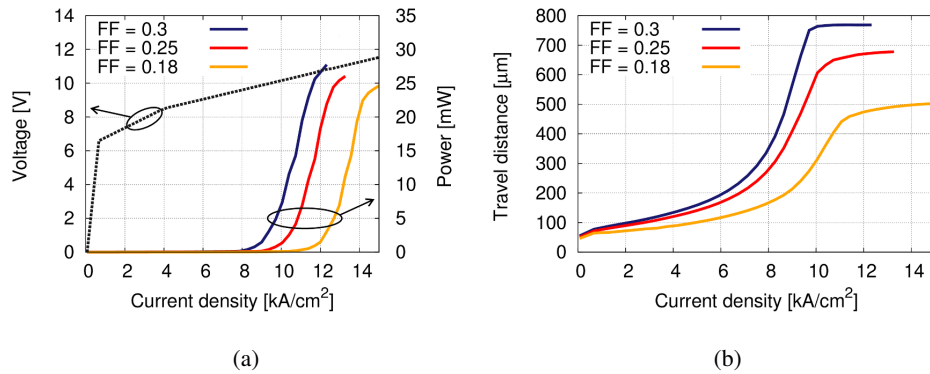 FF = 0.3
FF = 0.25
FF = 0.18
Voltage [V]
14
12
10
8
6
4
2
0
35
30
25
20
15
10
5
0
Power [mW]
0 2 4 6 8 10 12 14
Current density [kA/cm²]
(a)
FF = 0.3
FF = 0.25
FF = 0.18
Travel distance [µm]
800
700
600
500
400
300
200
100
0
0 2 4 6 8 10 12 14
Current density [kA/cm²]
(b)